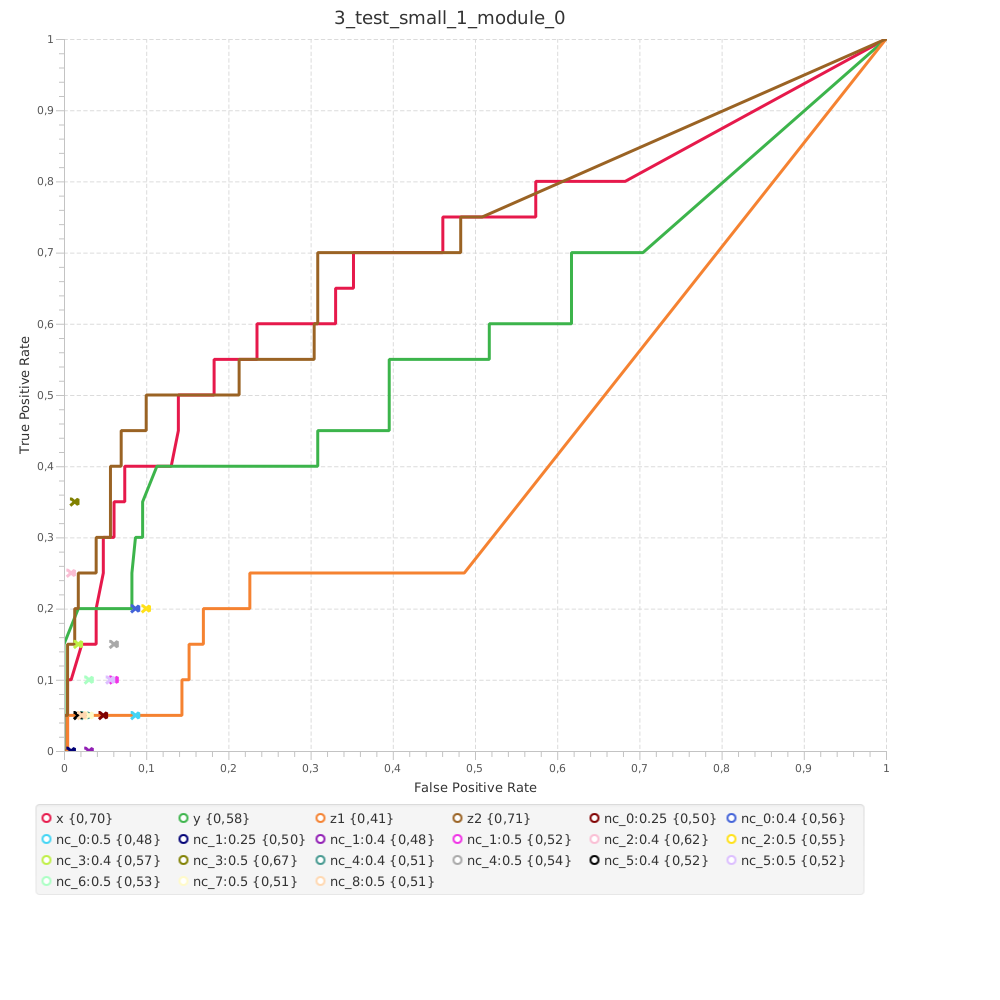 3_test_small_1_module_0
1
0,9
0,8
0,7
0,6
0,5
0,4
0,3
0,2
0,1
0
True Positive Rate
0 0,1 0,2 0,3 0,4 0,5 0,6 0,7 0,8 0,9 1
False Positive Rate
x {0,70} y {0,58} z1 {0,41} z2 {0,71} nc_0:0.25 {0,50} nc_0:0.4 {0,56}
nc_0:0.5 {0,48} nc_1:0.25 {0,50} nc_1:0.4 {0,48} nc_1:0.5 {0,52} nc_2:0.4 {0,62} nc_2:0.5 {0,55}
nc_3:0.4 {0,57} nc_3:0.5 {0,67} nc_4:0.4 {0,51} nc_4:0.5 {0,54} nc_5:0.4 {0,52} nc_5:0.5 {0,52}
nc_6:0.5 {0,53} nc_7:0.5 {0,51} nc_8:0.5 {0,51}